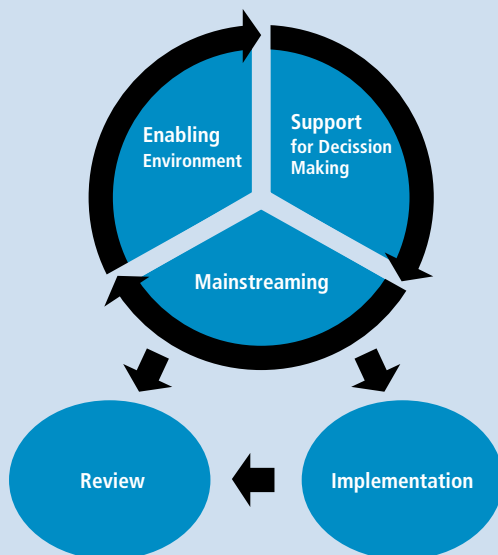 Enabling
Environment
Support
for Decission
Making
Mainstreaming
Review
Implementation